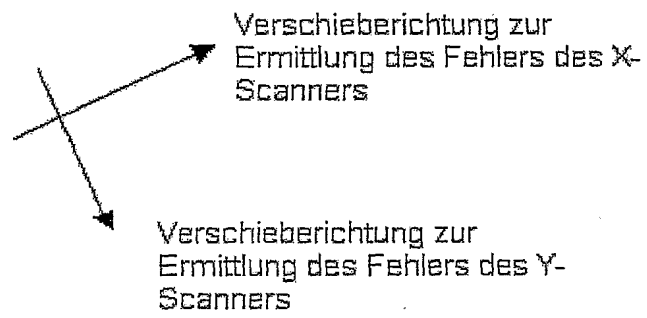 Verschieberichtung zur
Ermittlung des Fehlers des X-
Scanners
Verschieberichtung zur
Ermittlung des Fehlers des Y-
Scanners